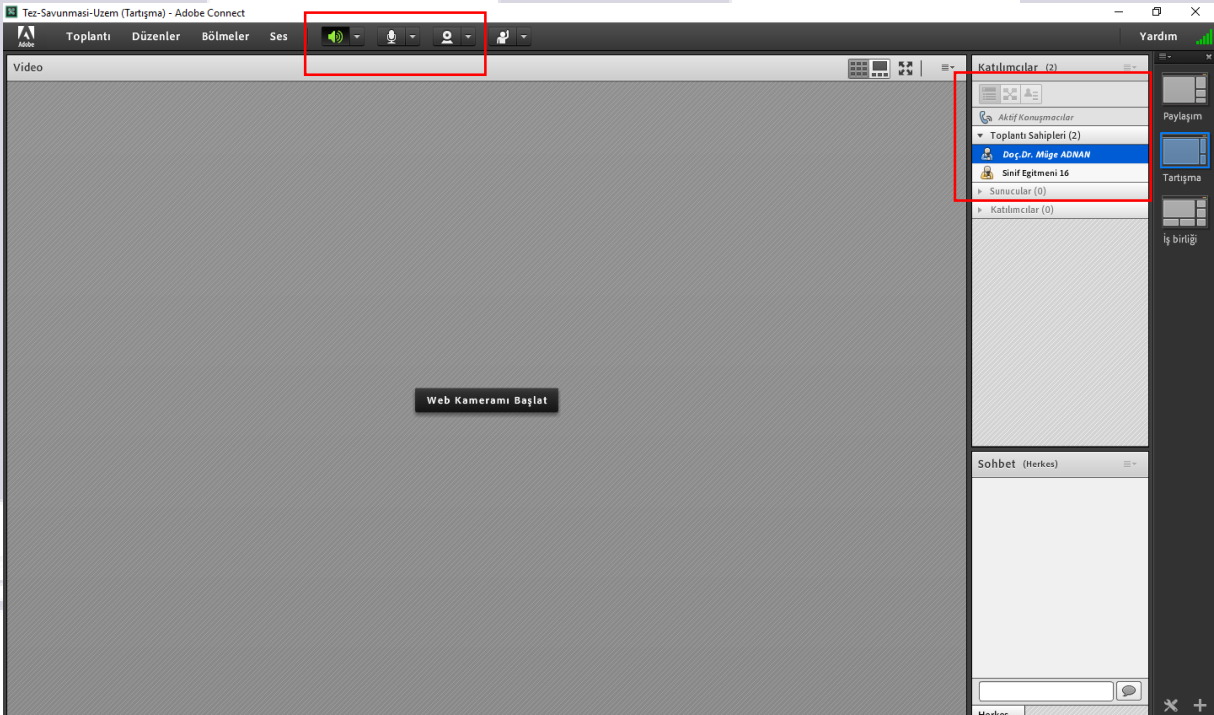 Tez-Savunmasi-Uzem (Tartışma) - Adobe Connect
Adobe
Toplantı Düzenler Bölmeler Ses
Yardım
Video
Katılımcılar (2)
Aktif Konuşmacılar
Toplantı Sahipleri (2)
Doç.Dr. Müge ADNAN
Sinif Egitmeni 16
Sunucular (0)
Katılımcılar (0)
Paylaşım
Tartışma
İş birliği
Web Kameramı Başlat
Sohbet (Herkes)
Herkes